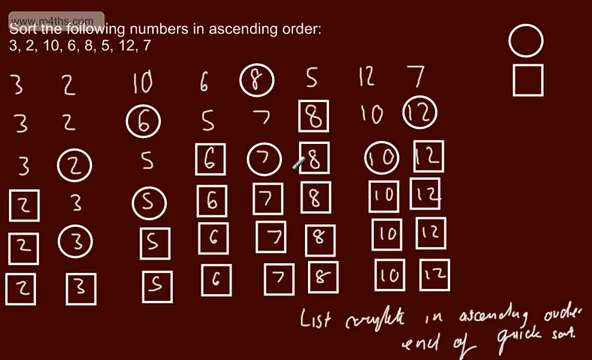 www.m4ths.com
Sort the following numbers in ascending order:
3, 2, 10, 6, 8, 5, 12, 7
3 2 10 6 8 5 12 7
3 2 6 5 7 8 10 12
3 2 5 6 7 8 10 12
2 3 5 6 7 8 10 12
2 3 5 6 7 8 10 12
2 3 5 6 7 8 10 12
List complete in ascending order
end of quick sort.